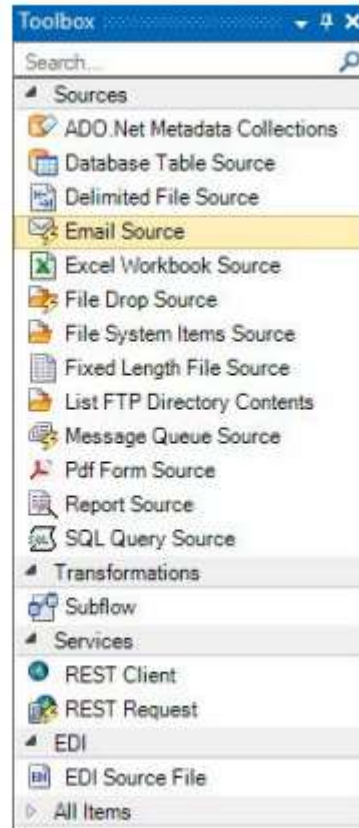 Toolbox
Search...
Sources
ADO.Net Metadata Collections
Database Table Source
Delimited File Source
Email Source
Excel Workbook Source
File Drop Source
File System Items Source
Fixed Length File Source
List FTP Directory Contents
Message Queue Source
Pdf Form Source
Report Source
SQL Query Source
Transformations
Subflow
Services
REST Client
REST Request
EDI
EDI Source File
All Items